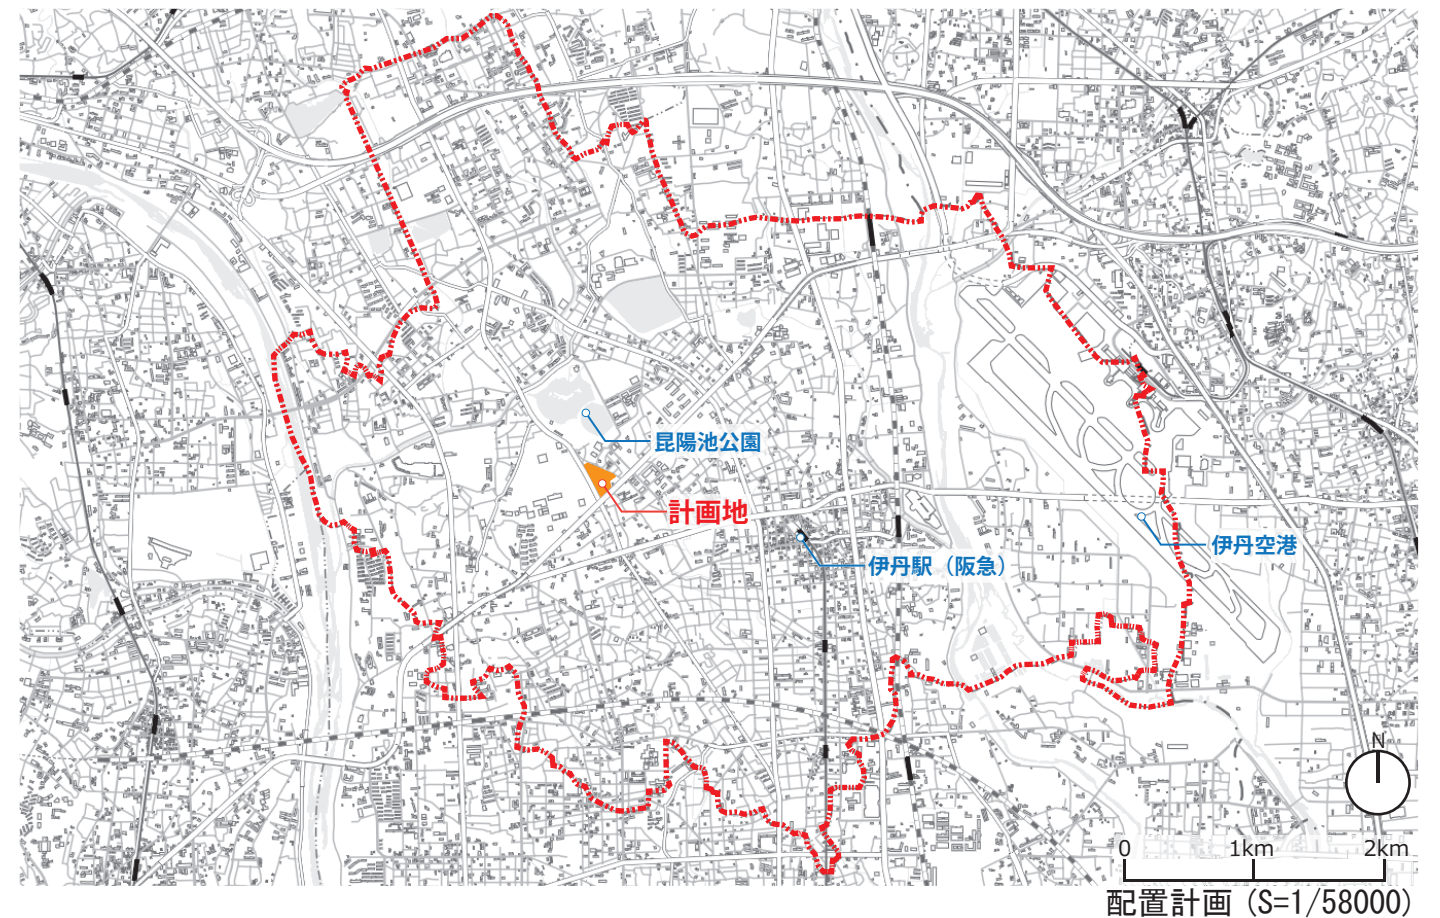 昆陽池公園
計画地
伊丹駅（阪急）
伊丹空港
N
0 1km 2km
配置計画 (S=1/58000)